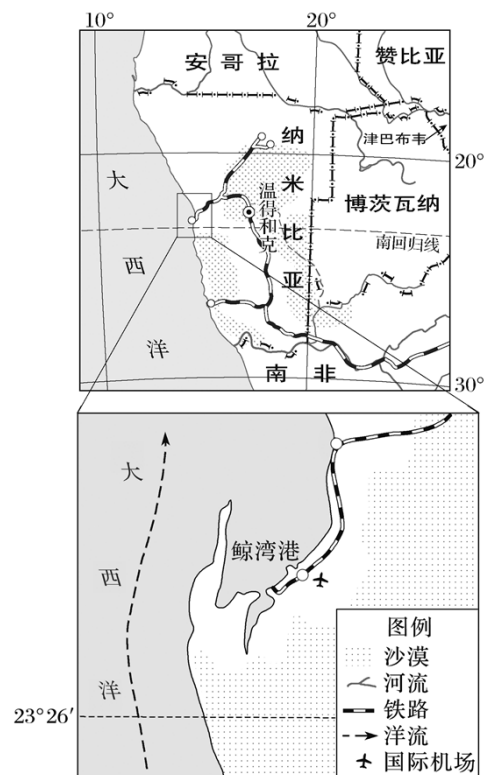 10°
20°
安哥拉
赞比亚
津巴布韦
纳米比亚
20°
大西洋
温得和克
博茨瓦纳
南回归线
南非
30°
大西洋
鲸湾港
23°26′
图例
沙漠
河流
铁路
洋流
国际机场